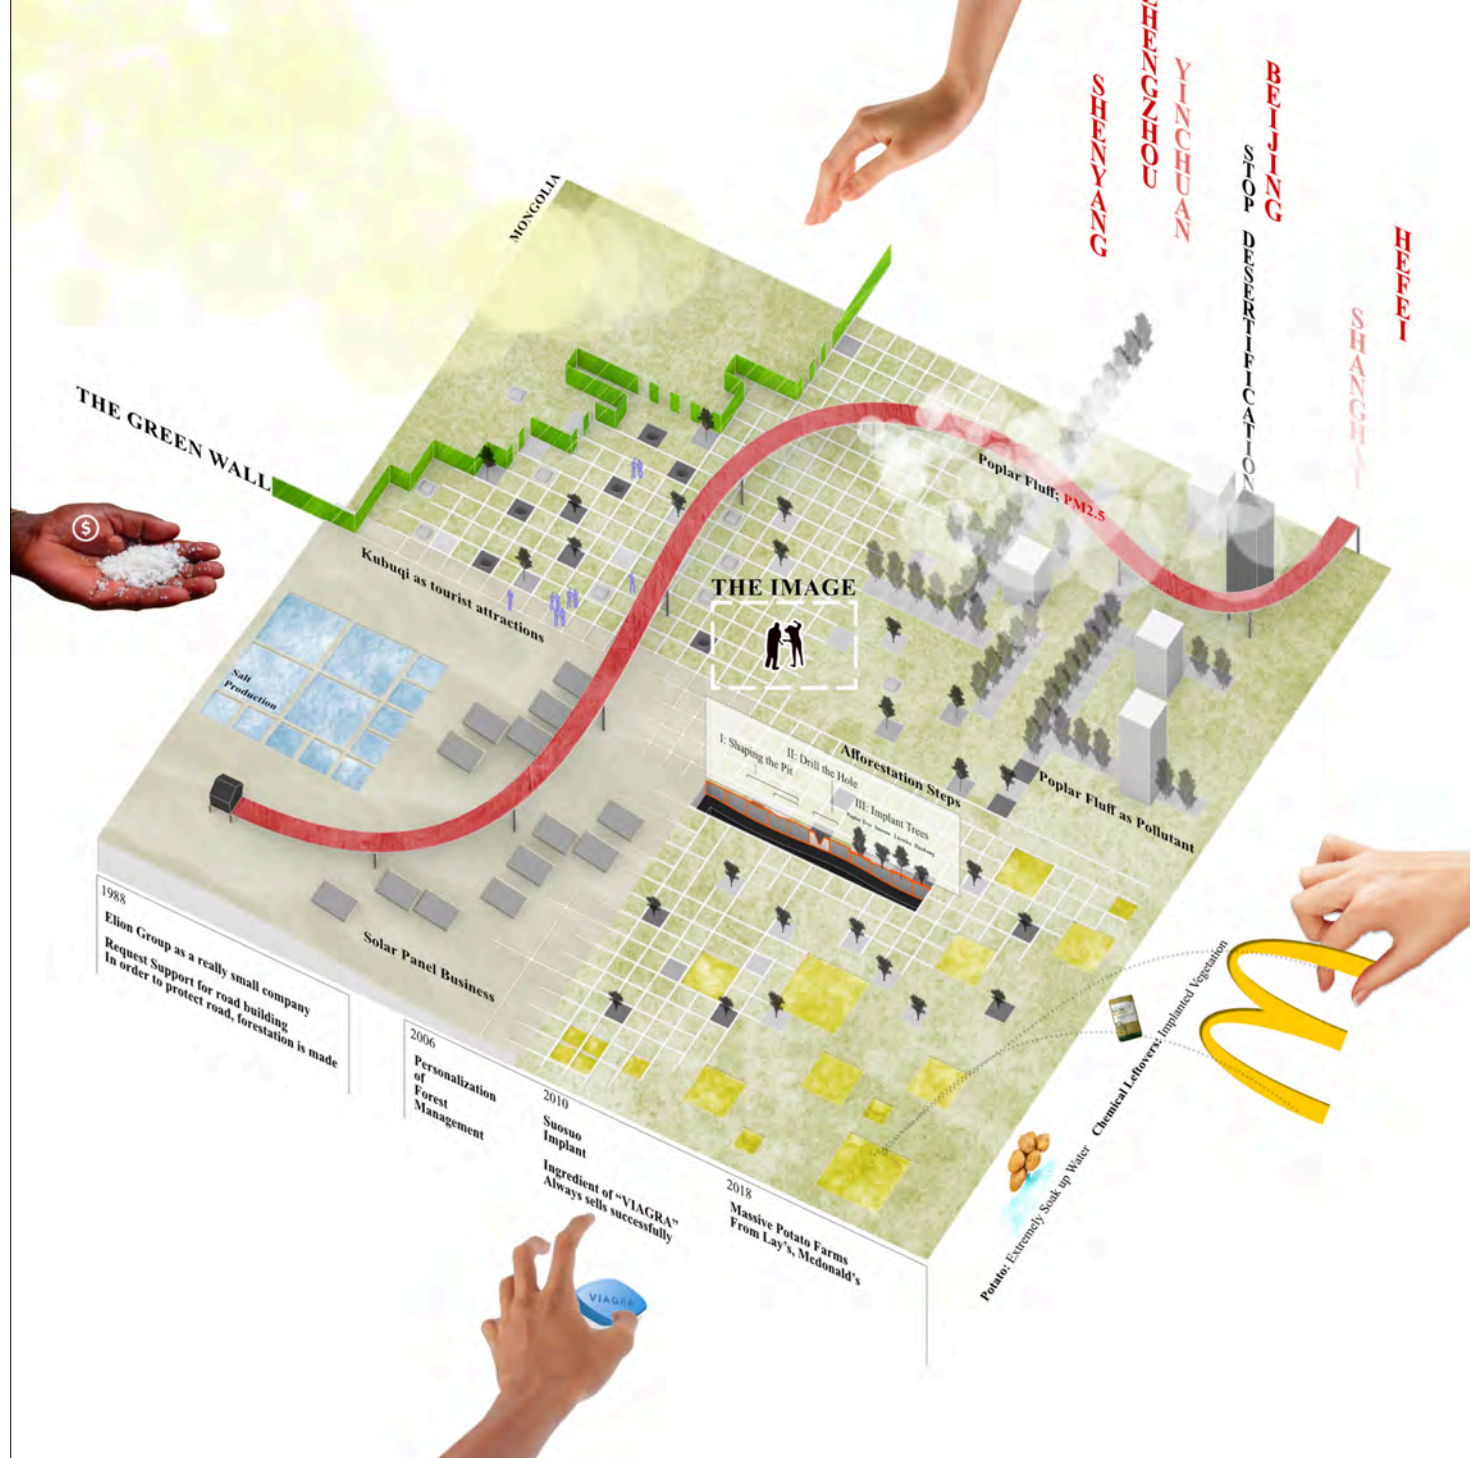 MONGOLIA
SHENYANG
HENGZHOU
YINCHUAN
BEIJING
STOP DESERTIFICATION
HEFEI
SHANGHAI
THE GREEN WALL
$
Kubuqi as tourist attractions
Poplar Fluff; PM2.5
THE IMAGE
Salt
Production
Afforestation Steps
I: Shaping the Pit
II: Drill the Hole
III: Implant Trees
Poplar Fluff as Pollutant
Solar Panel Business
1988
Elion Group as a really small company
Request Support for road building
In order to protect road, forestation is made
2006
Personalization
of
Forest
Management
2010
Suosuo
Implant
Ingredient of “VIAGRA”
Always sells successfully
2018
Massive Potato Farms
From Lay's, Mcdonald's
Potato: Extremely Soak up Water
Chemical Leftovers: Implanted Vegetation
VIAGRA